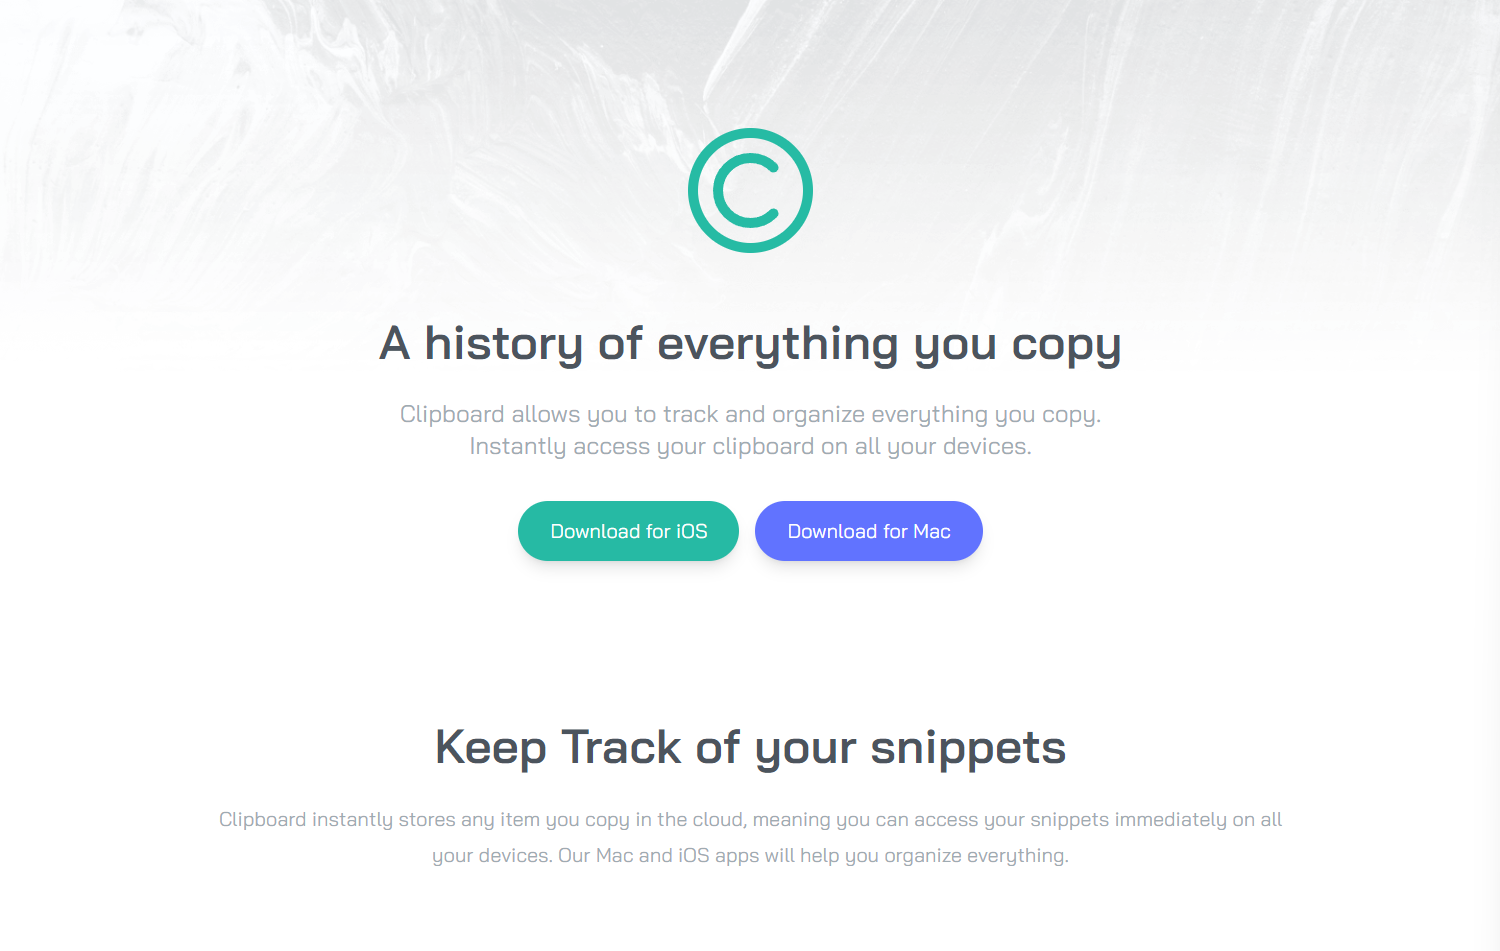 A history of everything you copy
Clipboard allows you to track and organize everything you copy.
Instantly access your clipboard on all your devices.
Download for iOS
Download for Mac
Keep Track of your snippets
Clipboard instantly stores any item you copy in the cloud, meaning you can access your snippets immediately on all
your devices. Our Mac and iOS apps will help you organize everything.